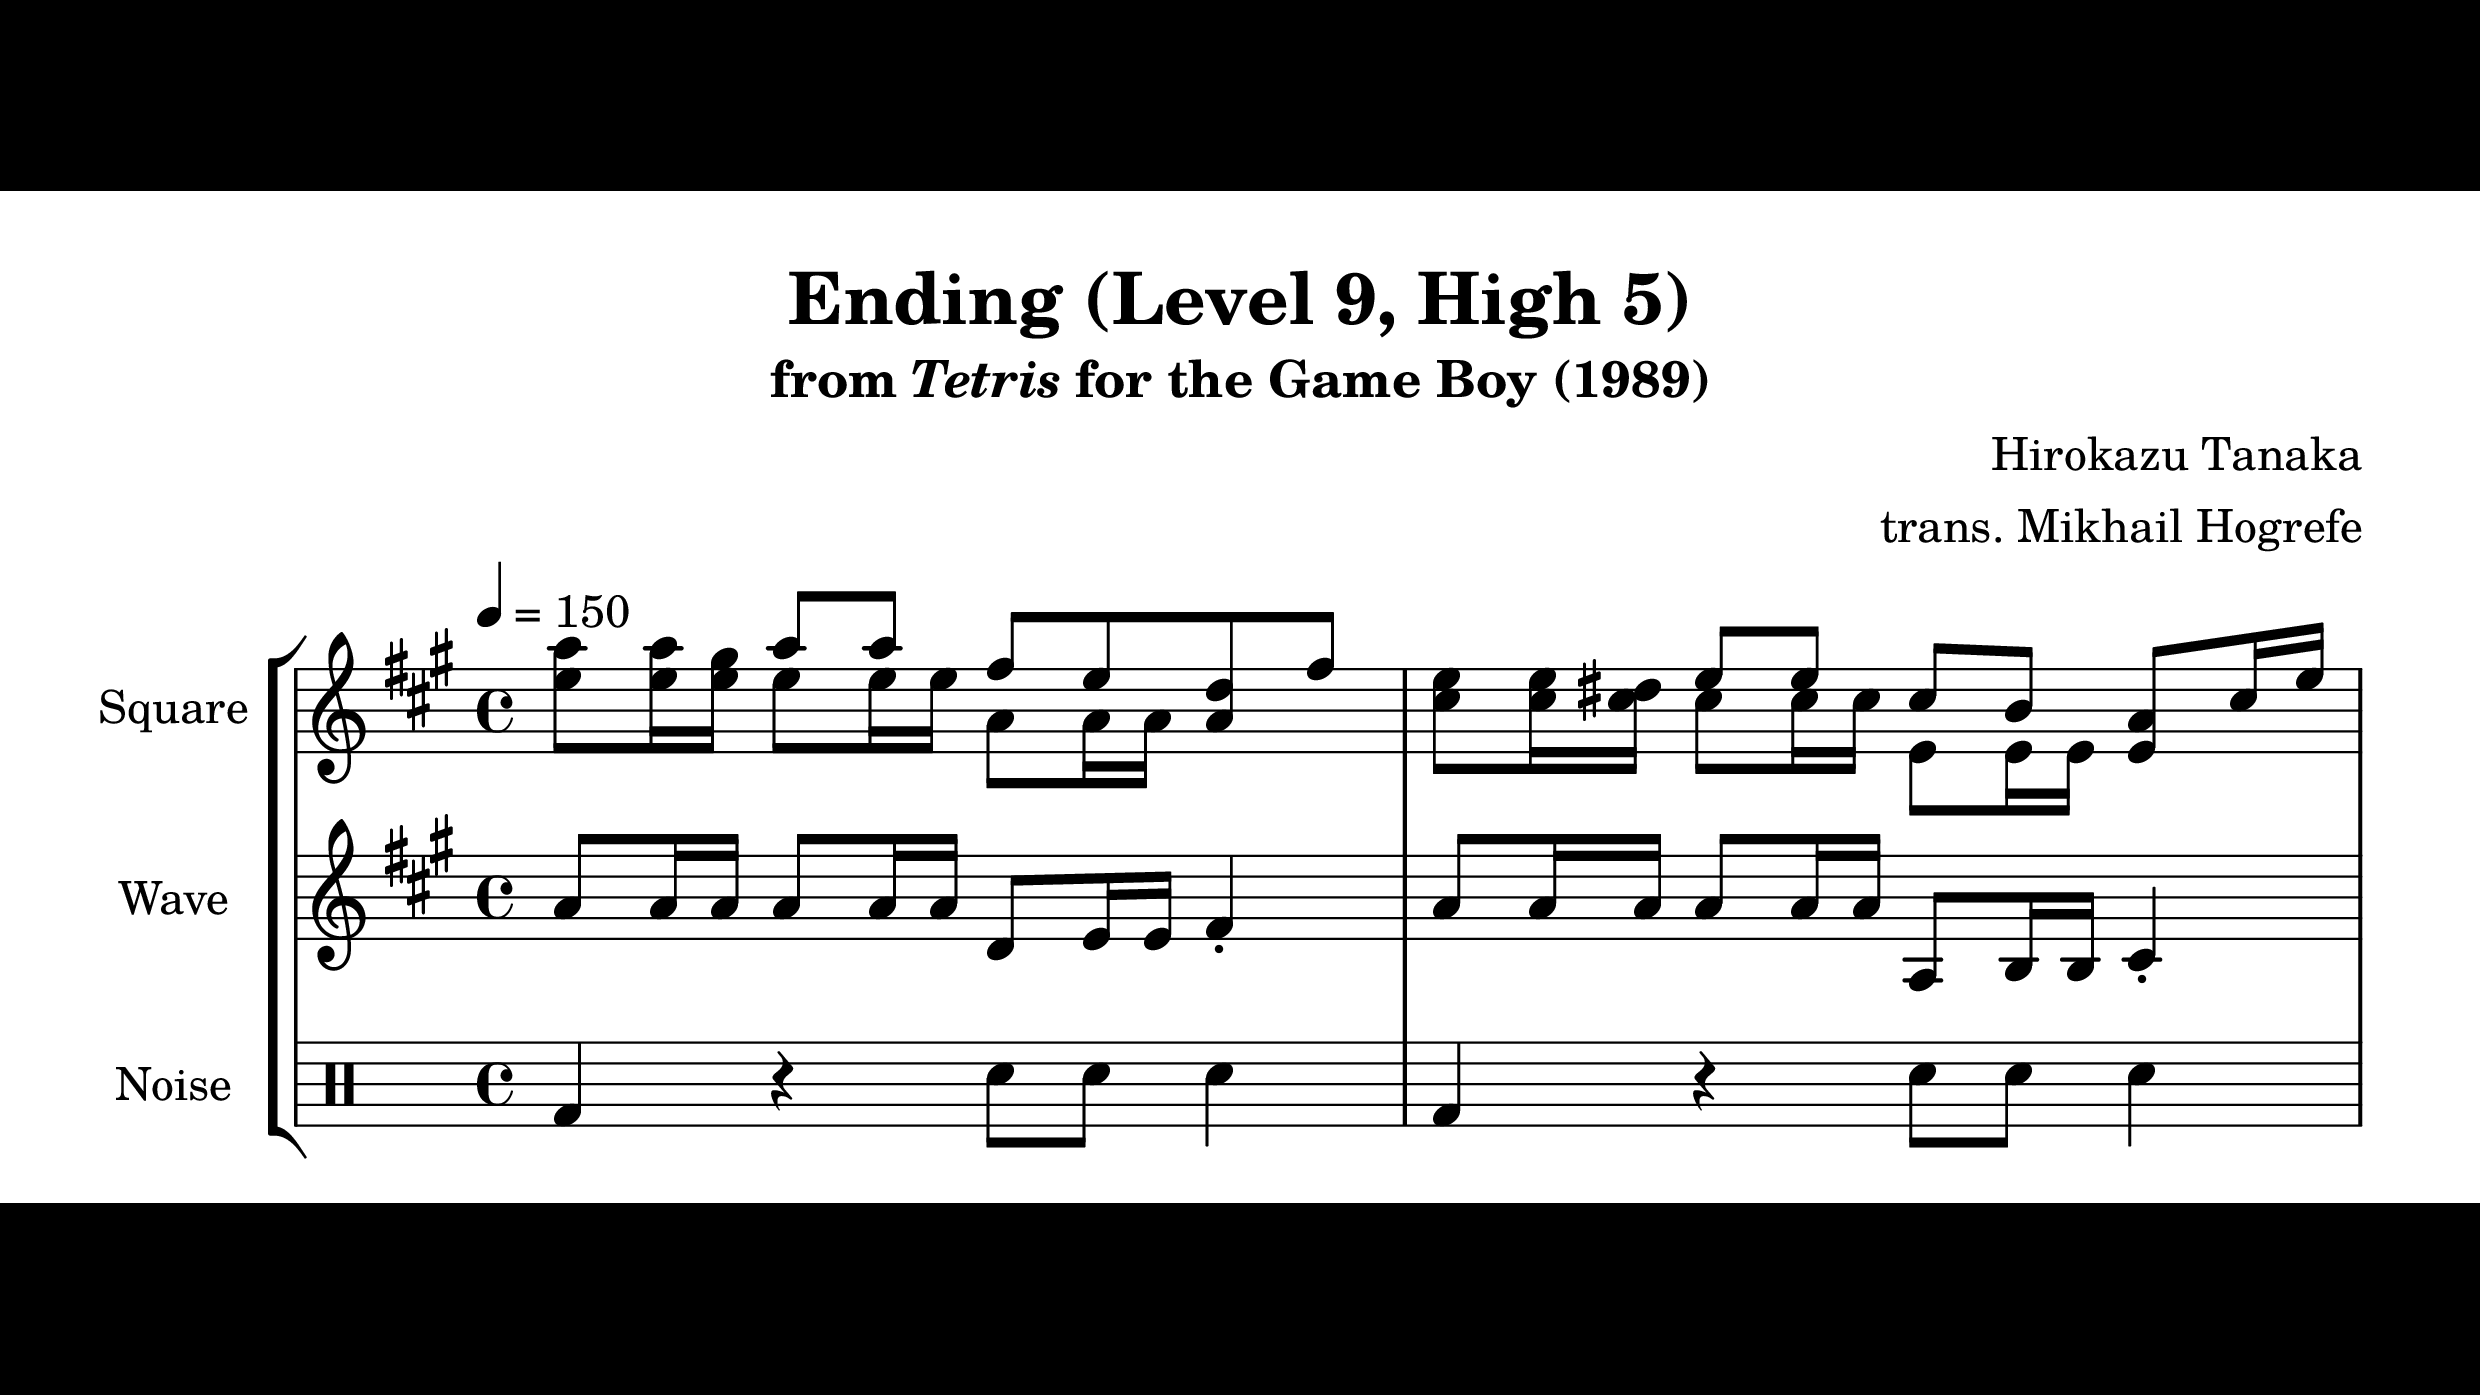 Ending (Level 9, High 5)
from Tetris for the Game Boy (1989)
Hirokazu Tanaka
trans. Mikhail Hogrefe
= 150
Square
Wave
Noise